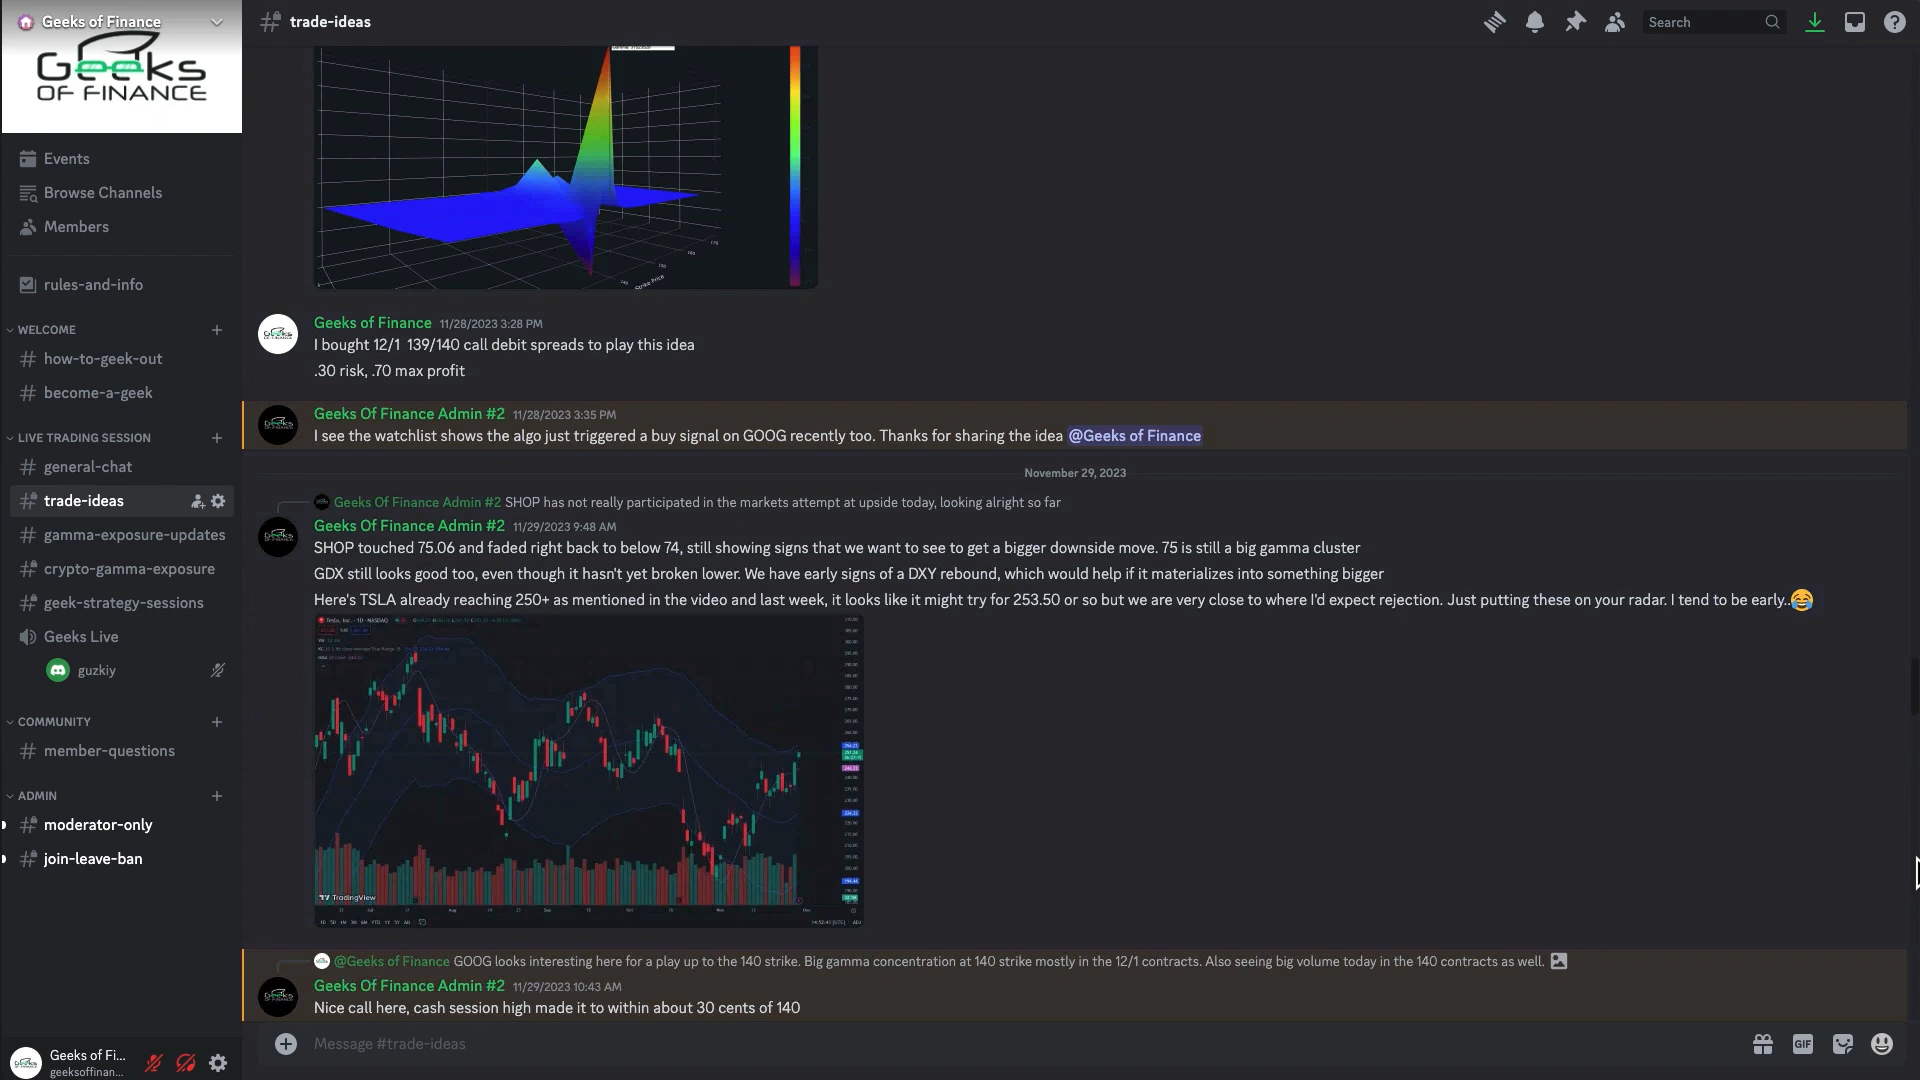 Geeks of Finance
trade-ideas
Search
GEEKS
OF FINANCE
Events
Browse Channels
Members
rules-and-info
WELCOME
how-to-geek-out
become-a-geek
LIVE TRADING SESSION
general-chat
trade-ideas
gamma-exposure-updates
crypto-gamma-exposure
geek-strategy-sessions
Geeks Live
guzkiy
COMMUNITY
member-questions
ADMIN
moderator-only
join-leave-ban
Geeks of Fi...
geeksoffinan...
Strike Price
Geeks of Finance 11/28/2023 3:28 PM
I bought 12/1 139/140 call debit spreads to play this idea
.30 risk, .70 max profit
Geeks Of Finance Admin #2 11/28/2023 3:35 PM
I see the watchlist shows the algo just triggered a buy signal on GOOG recently too. Thanks for sharing the idea @Geeks of Finance
November 29, 2023
Geeks Of Finance Admin #2 SHOP has not really participated in the markets attempt at upside today, looking alright so far
Geeks Of Finance Admin #2 11/29/2023 9:48 AM
SHOP touched 75.06 and faded right back to below 74, still showing signs that we want to see to get a bigger downside move. 75 is still a big gamma cluster
GDX still looks good too, even though it hasn't yet broken lower. We have early signs of a DXY rebound, which would help if it materializes into something bigger
Here's TSLA already reaching 250+ as mentioned in the video and last week, it looks like it might try for 253.50 or so but we are very close to where I'd expect rejection. Just putting these on your radar. I tend to be early..😂
Tesla, Inc. · 1D · NASDAQ
TradingView
@Geeks of Finance GOOG looks interesting here for a play up to the 140 strike. Big gamma concentration at 140 strike mostly in the 12/1 contracts. Also seeing big volume today in the 140 contracts as well.
Geeks Of Finance Admin #2 11/29/2023 10:43 AM
Nice call here, cash session high made it to within about 30 cents of 140
Message #trade-ideas
GIF